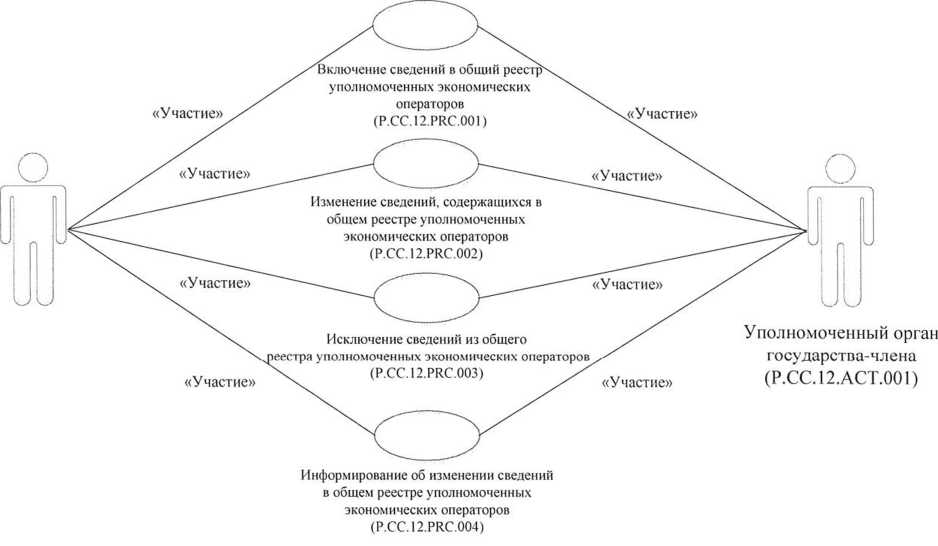 Включение сведений в общий реестр
уполномоченных экономических
операторов
(P.CC.12.PRC.001)
«Участие»
«Участие»
«Участие»
«Участие»
Изменение сведений, содержащихся в
общем реестре уполномоченных
экономических операторов
(P.CC.12.PRC.002)
«Участие»
«Участие»
Исключение сведений из общего
реестра уполномоченных экономических операторов
(P.CC.12.PRC.003)
Уполномоченный орган
государства-члена
(P.CC.12.ACT.001)
«Участие»
«Участие»
Информирование об изменении сведений
в общем реестре уполномоченных
экономических операторов
(P.CC.12.PRC.004)